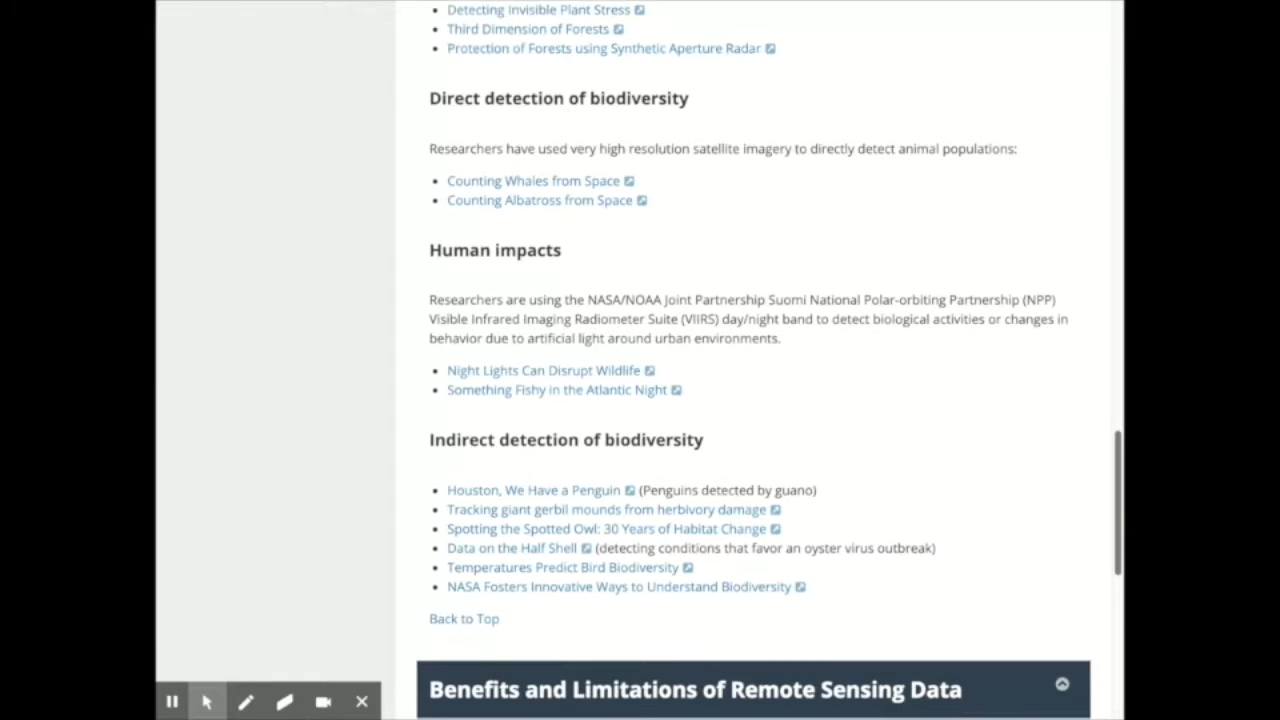 Detecting Invisible Plant Stress
Third Dimension of Forests
Protection of Forests using Synthetic Aperture Radar
Direct detection of biodiversity
Researchers have used very high resolution satellite imagery to directly detect animal populations:
Counting Whales from Space
Counting Albatross from Space
Human impacts
Researchers are using the NASA/NOAA Joint Partnership Suomi National Polar-orbiting Partnership (NPP)
Visible Infrared Imaging Radiometer Suite (VIIRS) day/night band to detect biological activities or changes in
behavior due to artificial light around urban environments.
Night Lights Can Disrupt Wildlife
Something Fishy in the Atlantic Night
Indirect detection of biodiversity
Houston, We Have a Penguin (Penguins detected by guano)
Tracking giant gerbil mounds from herbivory damage
Spotting the Spotted Owl: 30 Years of Habitat Change
Data on the Half Shell (detecting conditions that favor an oyster virus outbreak)
Temperatures Predict Bird Biodiversity
NASA Fosters Innovative Ways to Understand Biodiversity
Back to Top
Benefits and Limitations of Remote Sensing Data